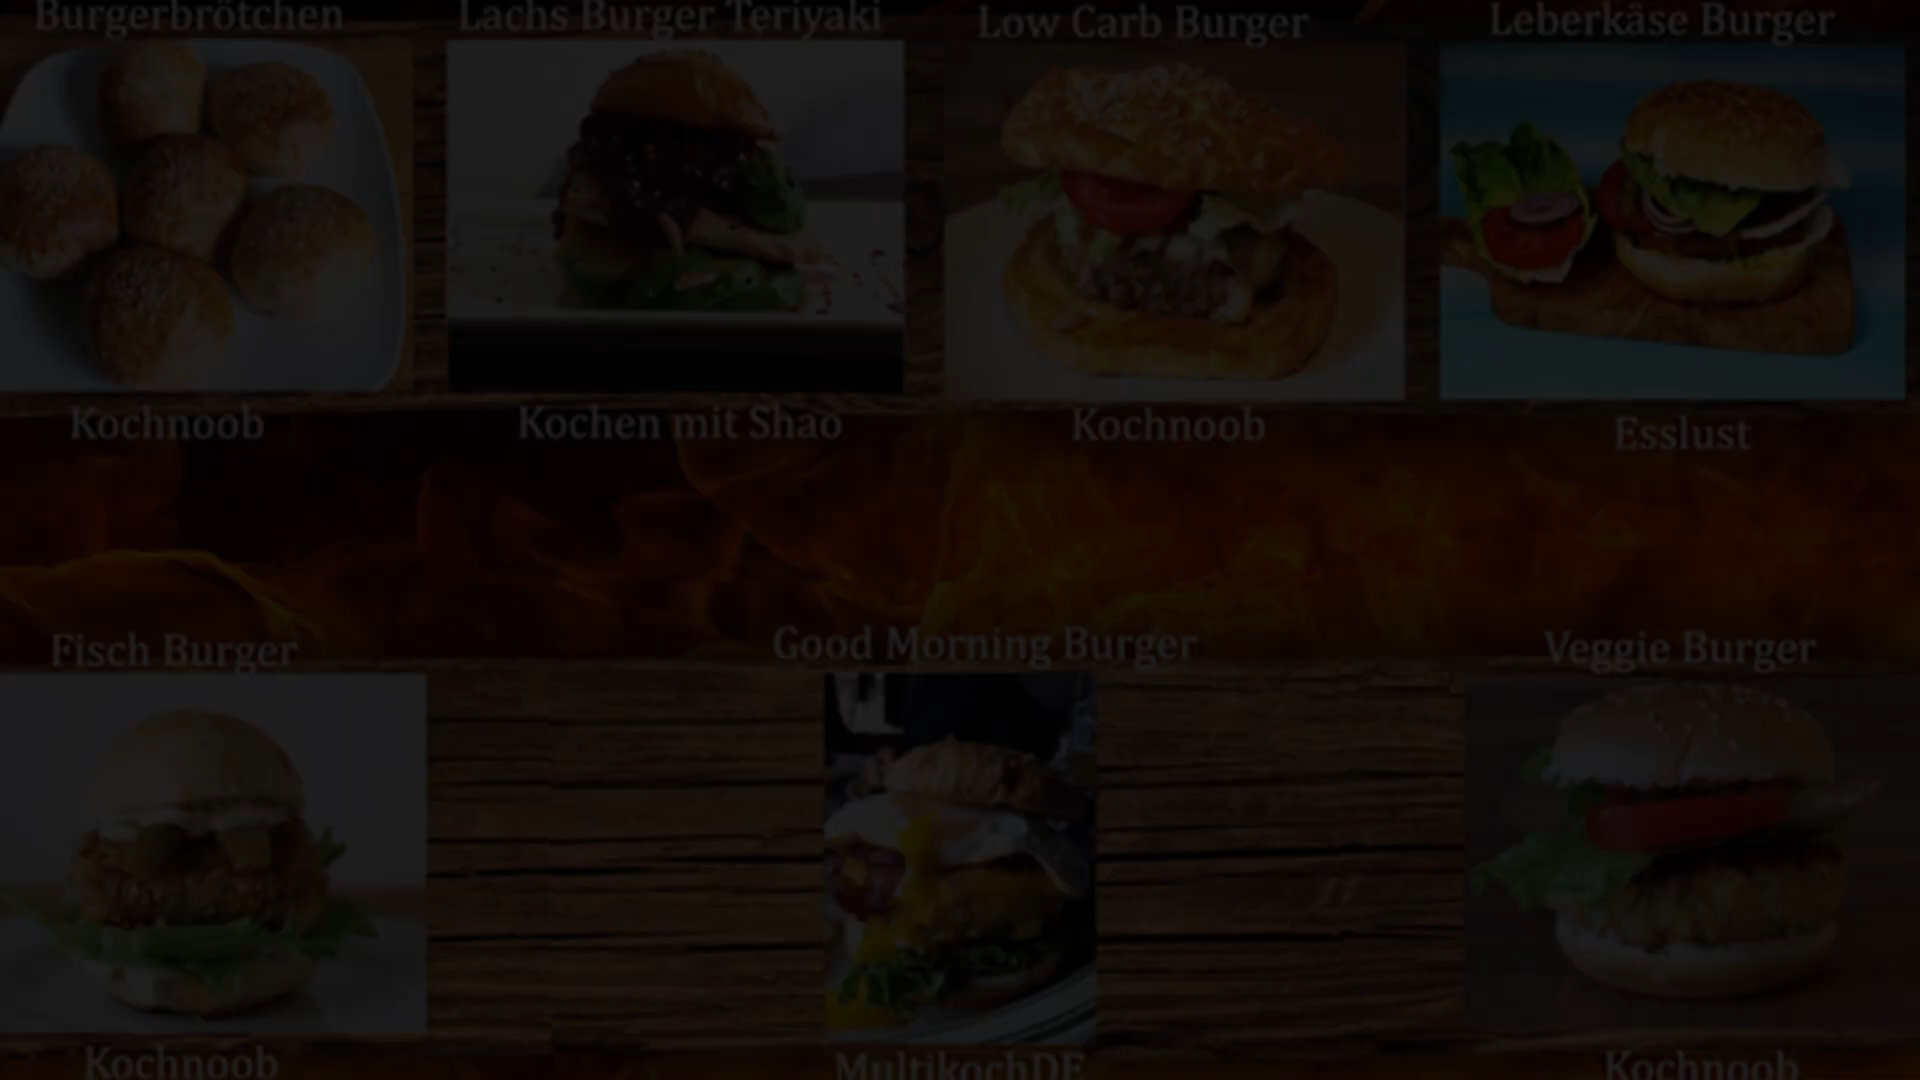 Burgerbrötchen
Lachs Burger Teriyaki
Low Carb Burger
Leberkäse Burger
Kochnoob
Kochen mit Shao
Kochnoob
Esslust
Fisch Burger
Good Morning Burger
Veggie Burger
Kochnoob
MultikochDE
Kochnoob